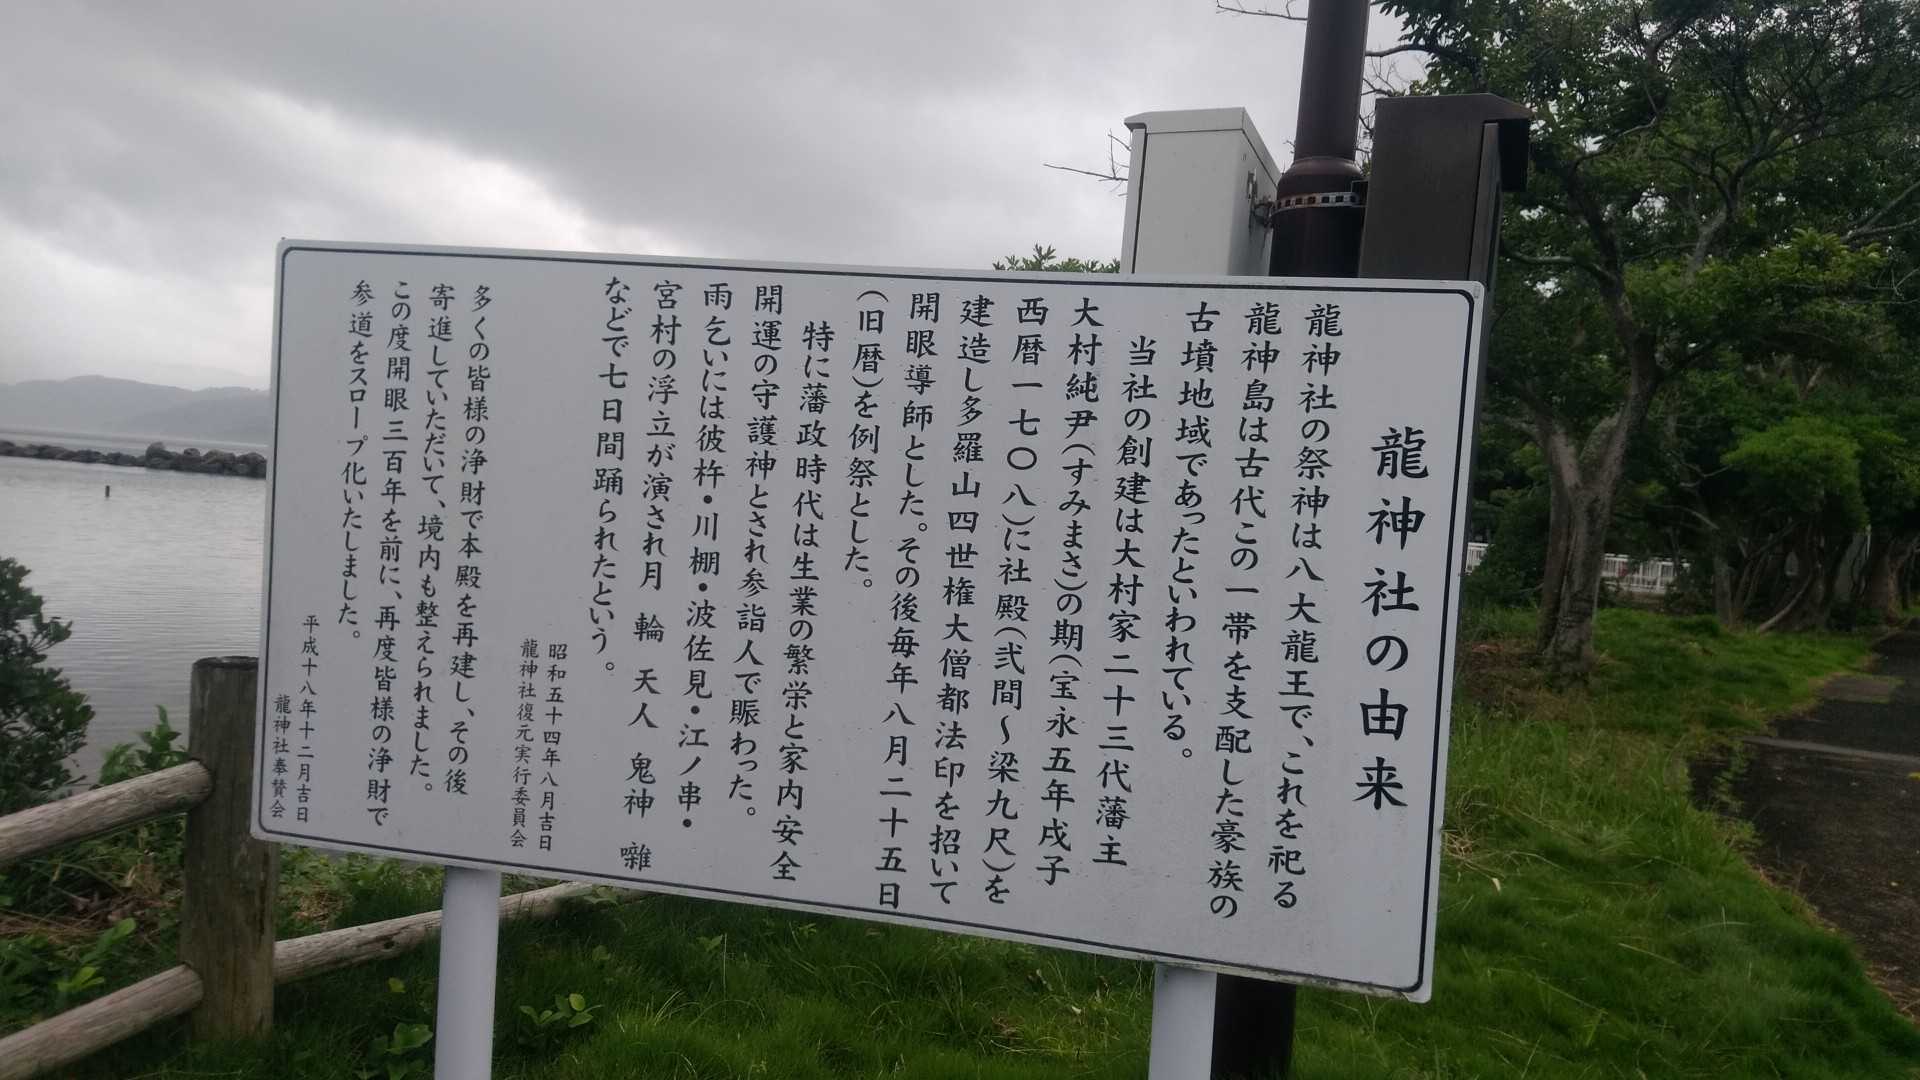 龍神社の由来
龍神社の祭神は八大龍王で、これを祀る
龍神島は古代この一帯を支配した豪族の
古墳地域であったといわれている。
当社の創建は大村家二十三代藩主
大村純尹（すみまさ）の期（宝永五年戌子
西暦一七〇八）に社殿（弐間～梁九尺）を
建造し多羅山四世権大僧都法印を招いて
開眼導師とした。その後毎年八月二十五日
（旧暦）を例祭とした。
特に藩政時代は生業の繁栄と家内安全
開運の守護神とされ参詣人で賑わった。
雨乞いには彼杵・川棚・波佐見・江ノ串・
宮村の浮立が演され月 輪 天人 鬼神 囃
などで七日間踊られたという。
昭和五十四年八月吉日
龍神社復元実行委員会
多くの皆様の浄財で本殿を再建し、その後
寄進していただいて、境内も整えられました。
この度開眼三百年を前に、再度皆様の浄財で
参道をスロープ化いたしました。
平成十八年十二月吉日
龍神社奉賛会